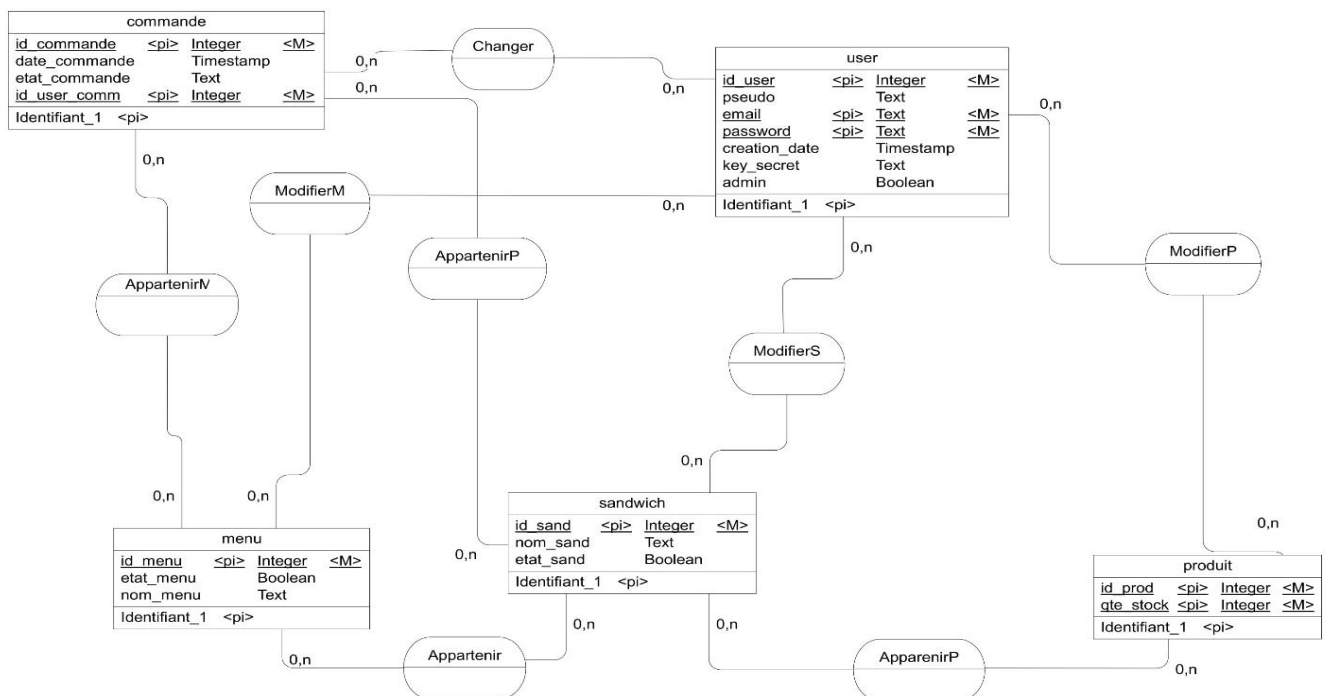 commande
id_commande <pi> Integer <M>
date_commande Timestamp
etat_commande Text
id_user_comm <pi> Integer <M>
Identifiant_1 <pi>
Changer
0,n
0,n
0,n
user
id_user <pi> Integer <M>
pseudo Text
email <pi> Text <M>
password <pi> Text <M>
creation_date Timestamp
key_secret Text
admin Boolean
Identifiant_1 <pi>
0,n
0,n
ModifierM
0,n
0,n
AppartenirP
ModifierP
AppartenirM
ModifierS
0,n
0,n
0,n
0,n
0,n
menu
id_menu <pi> Integer <M>
etat_menu Boolean
nom_menu Text
Identifiant_1 <pi>
sandwich
id_sand <pi> Integer <M>
nom_sand Text
etat_sand Boolean
Identifiant_1 <pi>
produit
id_prod <pi> Integer <M>
qte_stock <pi> Integer <M>
Identifiant_1 <pi>
0,n
Appartenir
0,n
0,n
ApparenirP
0,n